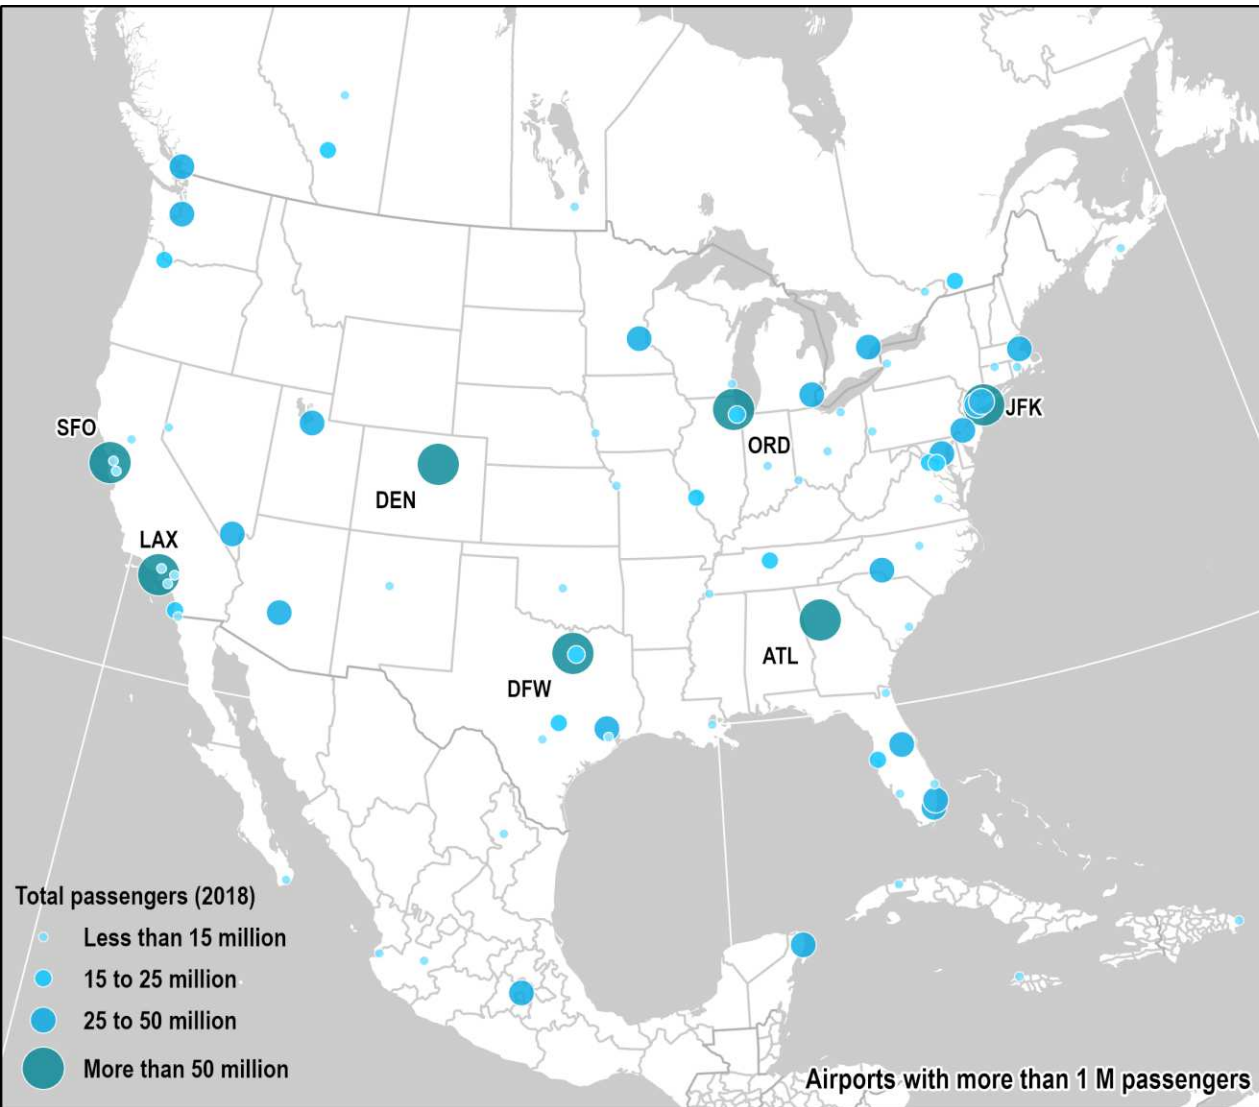 SFO
JFK
ORD
DEN
LAX
ATL
DFW
Total passengers (2018)
Less than 15 million
15 to 25 million
25 to 50 million
More than 50 million
Airports with more than 1 M passengers